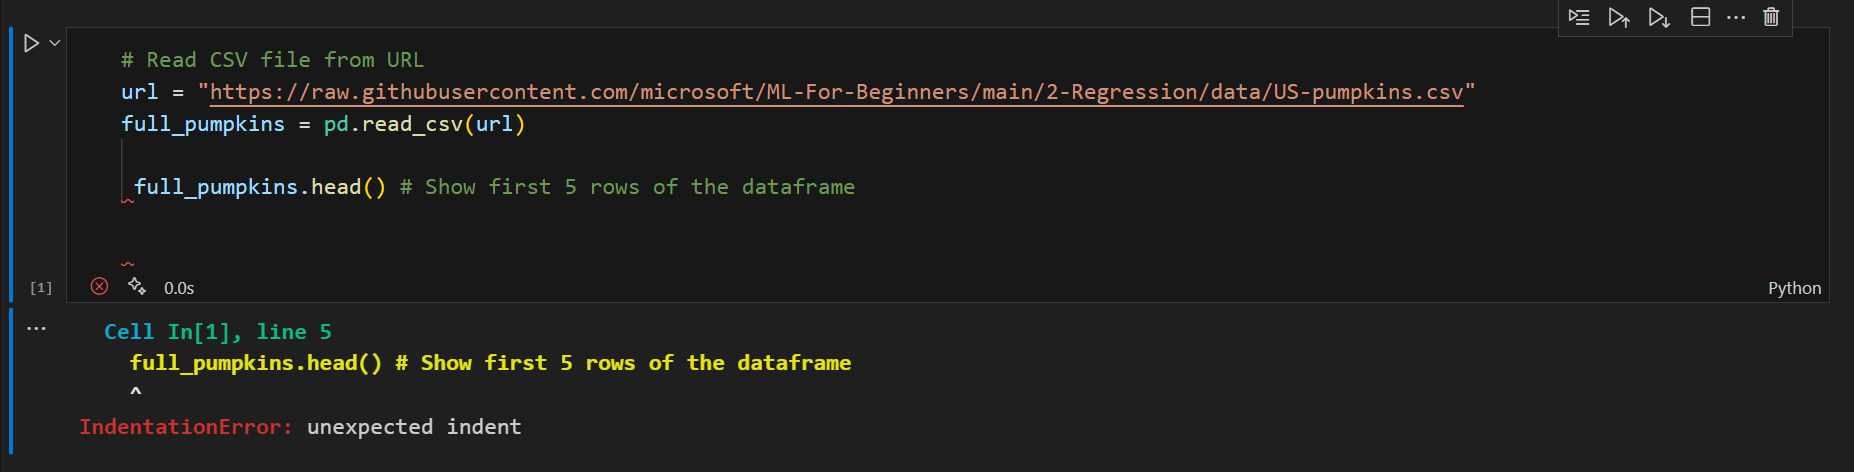 # Read CSV file from URL
url = "https://raw.githubusercontent.com/microsoft/ML-For-Beginners/main/2-Regression/data/US-pumpkins.csv"
full_pumpkins = pd.read_csv(url)
full_pumpkins.head() # Show first 5 rows of the dataframe
[1] 0.0s Python
Cell In[1], line 5
full_pumpkins.head() # Show first 5 rows of the dataframe
^
IndentationError: unexpected indent